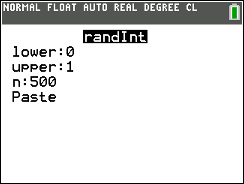 NORMAL FLOAT AUTO REAL DEGREE CL
randInt
lower:0
upper:1
n:500
Paste